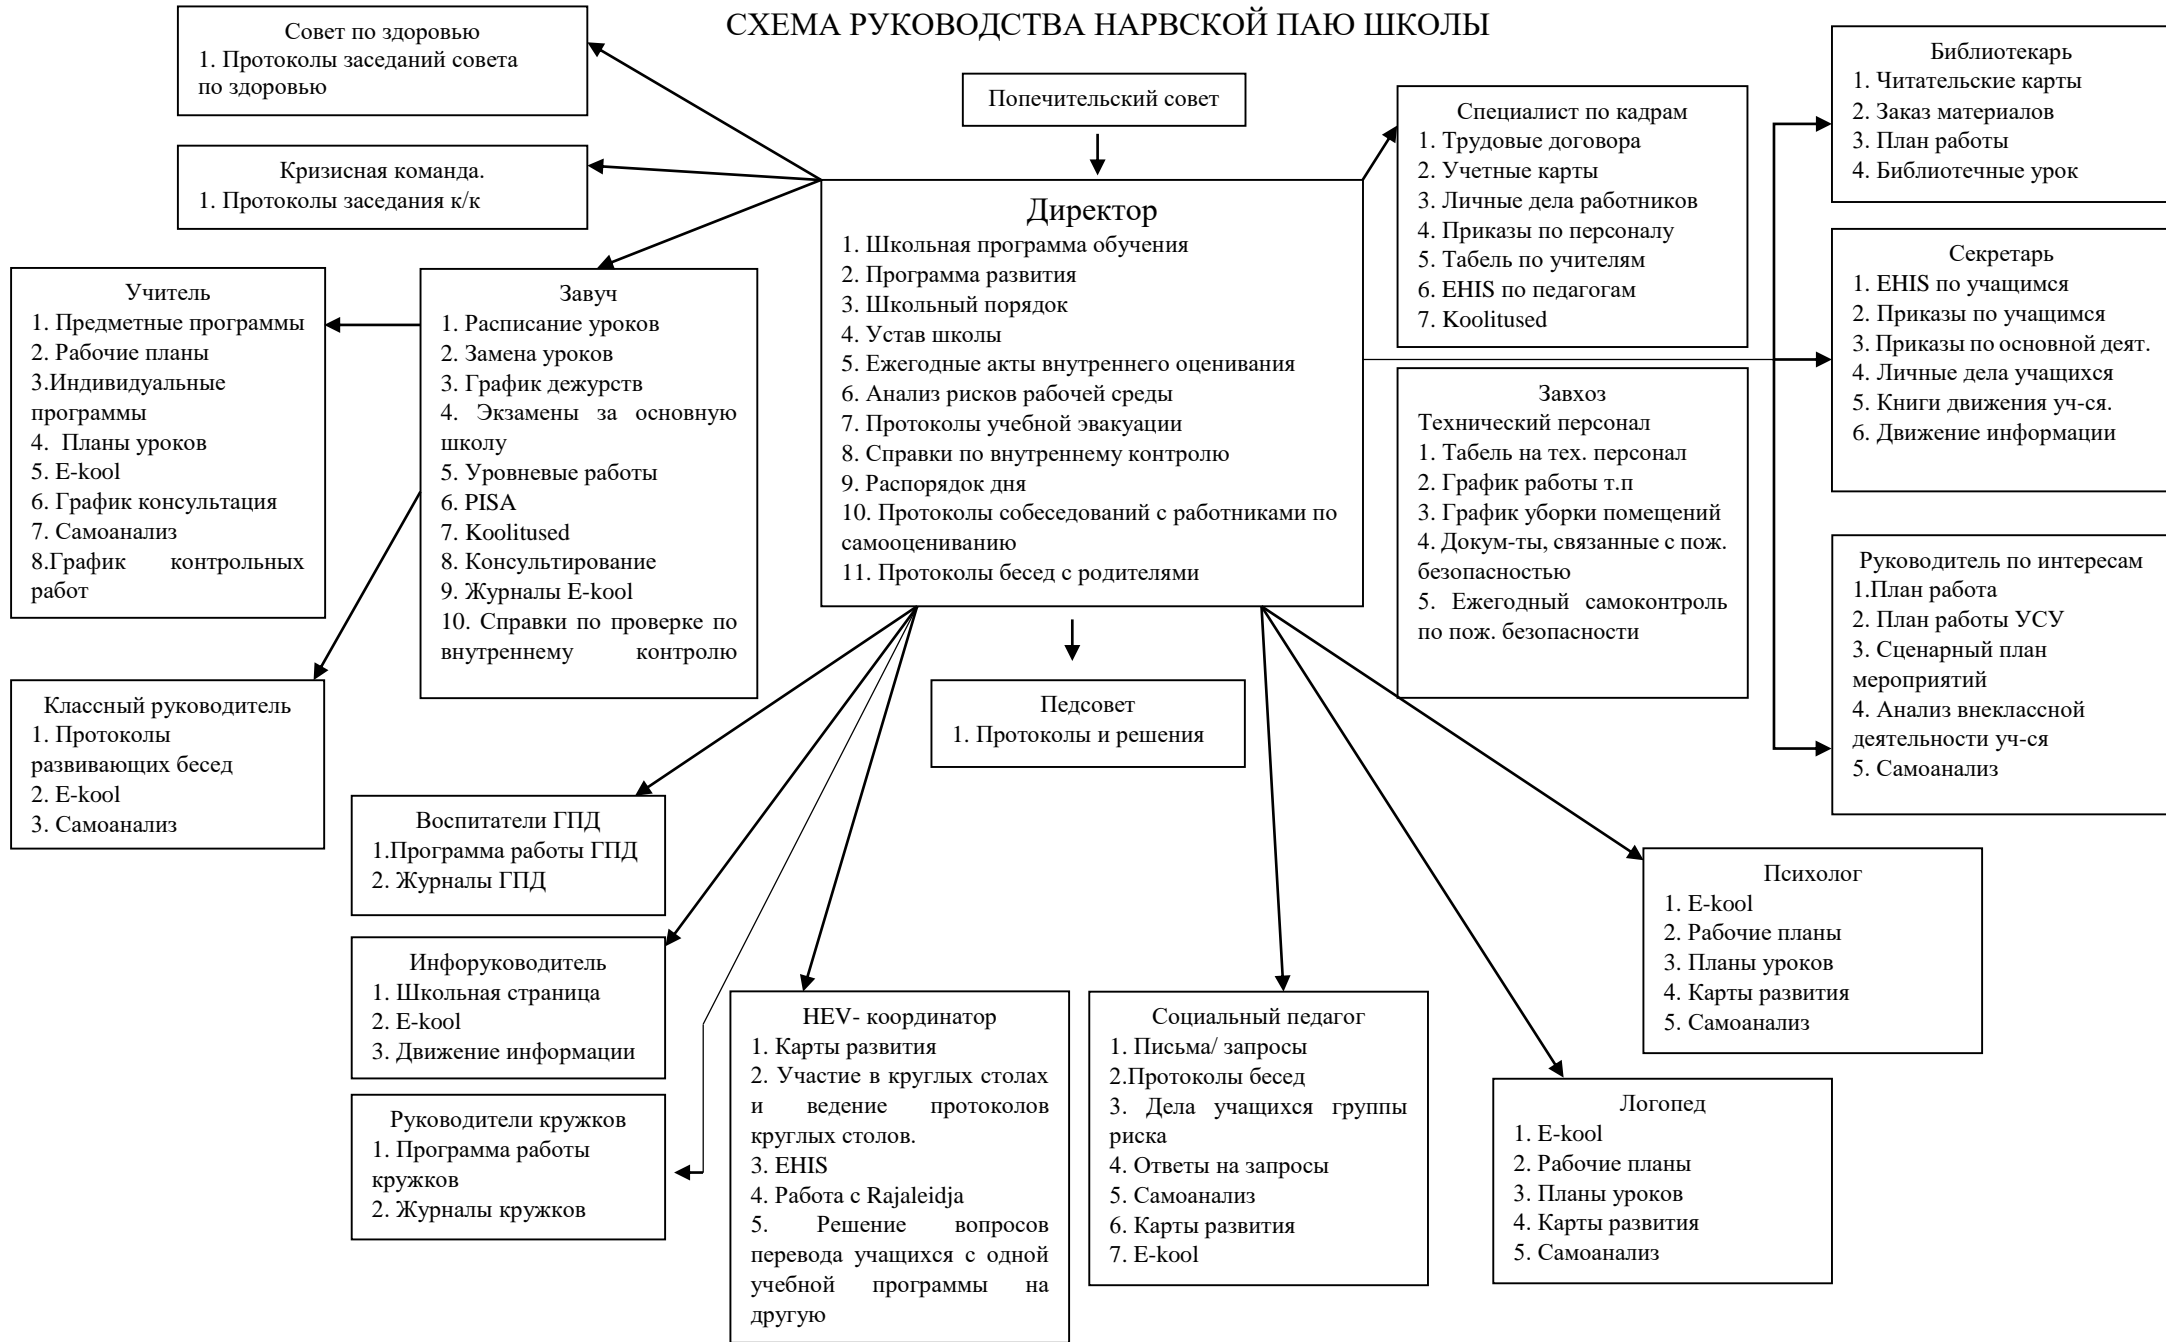 СХЕМА РУКОВОДСТВА НАРВСКОЙ ПАЮ ШКОЛЫ
Совет по здоровью
1. Протоколы заседаний совета
по здоровью
Кризисная команда.
1. Протоколы заседания к/к
Попечительский совет
Директор
1. Школьная программа обучения
2. Программа развития
3. Школьный порядок
4. Устав школы
5. Ежегодные акты внутреннего оценивания
6. Анализ рисков рабочей среды
7. Протоколы учебной эвакуации
8. Справки по внутреннему контролю
9. Распорядок дня
10. Протоколы собеседований с работниками по
самооцениванию
11. Протоколы бесед с родителями
Специалист по кадрам
1. Трудовые договора
2. Учетные карты
3. Личные дела работников
4. Приказы по персоналу
5. Табель по учителям
6. EHIS по педагогам
7. Koolitused
Библиотекарь
1. Читательские карты
2. Заказ материалов
3. План работы
4. Библиотечные урок
Секретарь
1. EHIS по учащимся
2. Приказы по учащимся
3. Приказы по основной деят.
4. Личные дела учащихся
5. Книги движения уч-ся.
6. Движение информации
Учитель
1. Предметные программы
2. Рабочие планы
3.Индивидуальные
программы
4. Планы уроков
5. E-kool
6. График консультация
7. Самоанализ
8.График контрольных
работ
Завуч
1. Расписание уроков
2. Замена уроков
3. График дежурств
4. Экзамены за основную
школу
5. Уровневые работы
6. PISA
7. Koolitused
8. Консультирование
9. Журналы E-kool
10. Справки по проверке по
внутреннему контролю
Завхоз
Технический персонал
1. Табель на тех. персонал
2. График работы т.п
3. График уборки помещений
4. Докум-ты, связанные с пож.
безопасностью
5. Ежегодный самоконтроль
по пож. безопасности
Руководитель по интересам
1.План работа
2. План работы УСУ
3. Сценарный план
мероприятий
4. Анализ внеклассной
деятельности уч-ся
5. Самоанализ
Классный руководитель
1. Протоколы
развивающих бесед
2. E-kool
3. Самоанализ
Педсовет
1. Протоколы и решения
Воспитатели ГПД
1.Программа работы ГПД
2. Журналы ГПД
Инфоруководитель
1. Школьная страница
2. E-kool
3. Движение информации
Руководители кружков
1. Программа работы
кружков
2. Журналы кружков
HEV- координатор
1. Карты развития
2. Участие в круглых столах
и ведение протоколов
круглых столов.
3. EHIS
4. Работа с Rajaleidja
5. Решение вопросов
перевода учащихся с одной
учебной программы на
другую
Социальный педагог
1. Письма/ запросы
2.Протоколы бесед
3. Дела учащихся группы
риска
4. Ответы на запросы
5. Самоанализ
6. Карты развития
7. E-kool
Психолог
1. E-kool
2. Рабочие планы
3. Планы уроков
4. Карты развития
5. Самоанализ
Логопед
1. E-kool
2. Рабочие планы
3. Планы уроков
4. Карты развития
5. Самоанализ